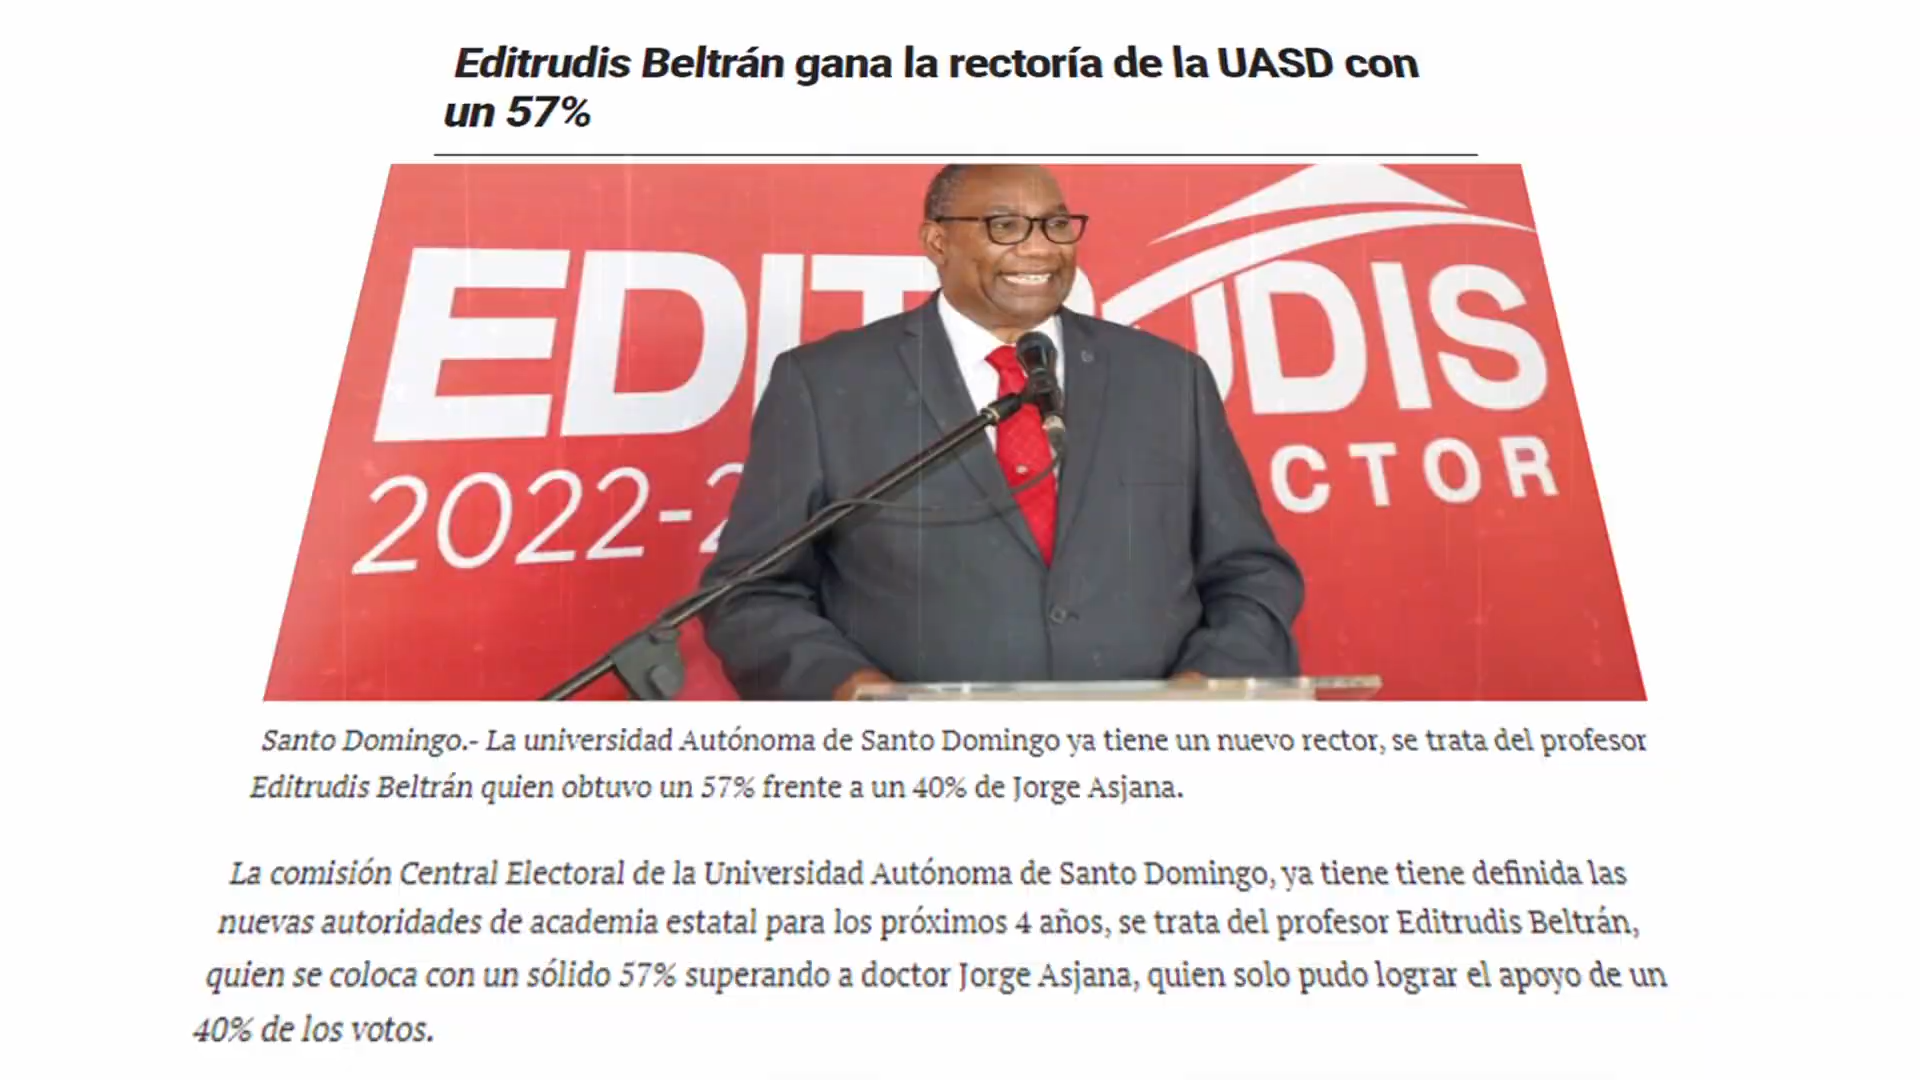 Editrudis Beltrán gana la rectoría de la UASD con
un 57%
EDIT UDIS
2022-2 CTOR
Santo Domingo.- La universidad Autónoma de Santo Domingo ya tiene un nuevo rector, se trata del profesor
Editrudis Beltrán quien obtuvo un 57% frente a un 40% de Jorge Asjana.
La comisión Central Electoral de la Universidad Autónoma de Santo Domingo, ya tiene tiene definida las
nuevas autoridades de academia estatal para los próximos 4 años, se trata del profesor Editrudis Beltrán,
quien se coloca con un sólido 57% superando a doctor Jorge Asjana, quien solo pudo lograr el apoyo de un
40% de los votos.